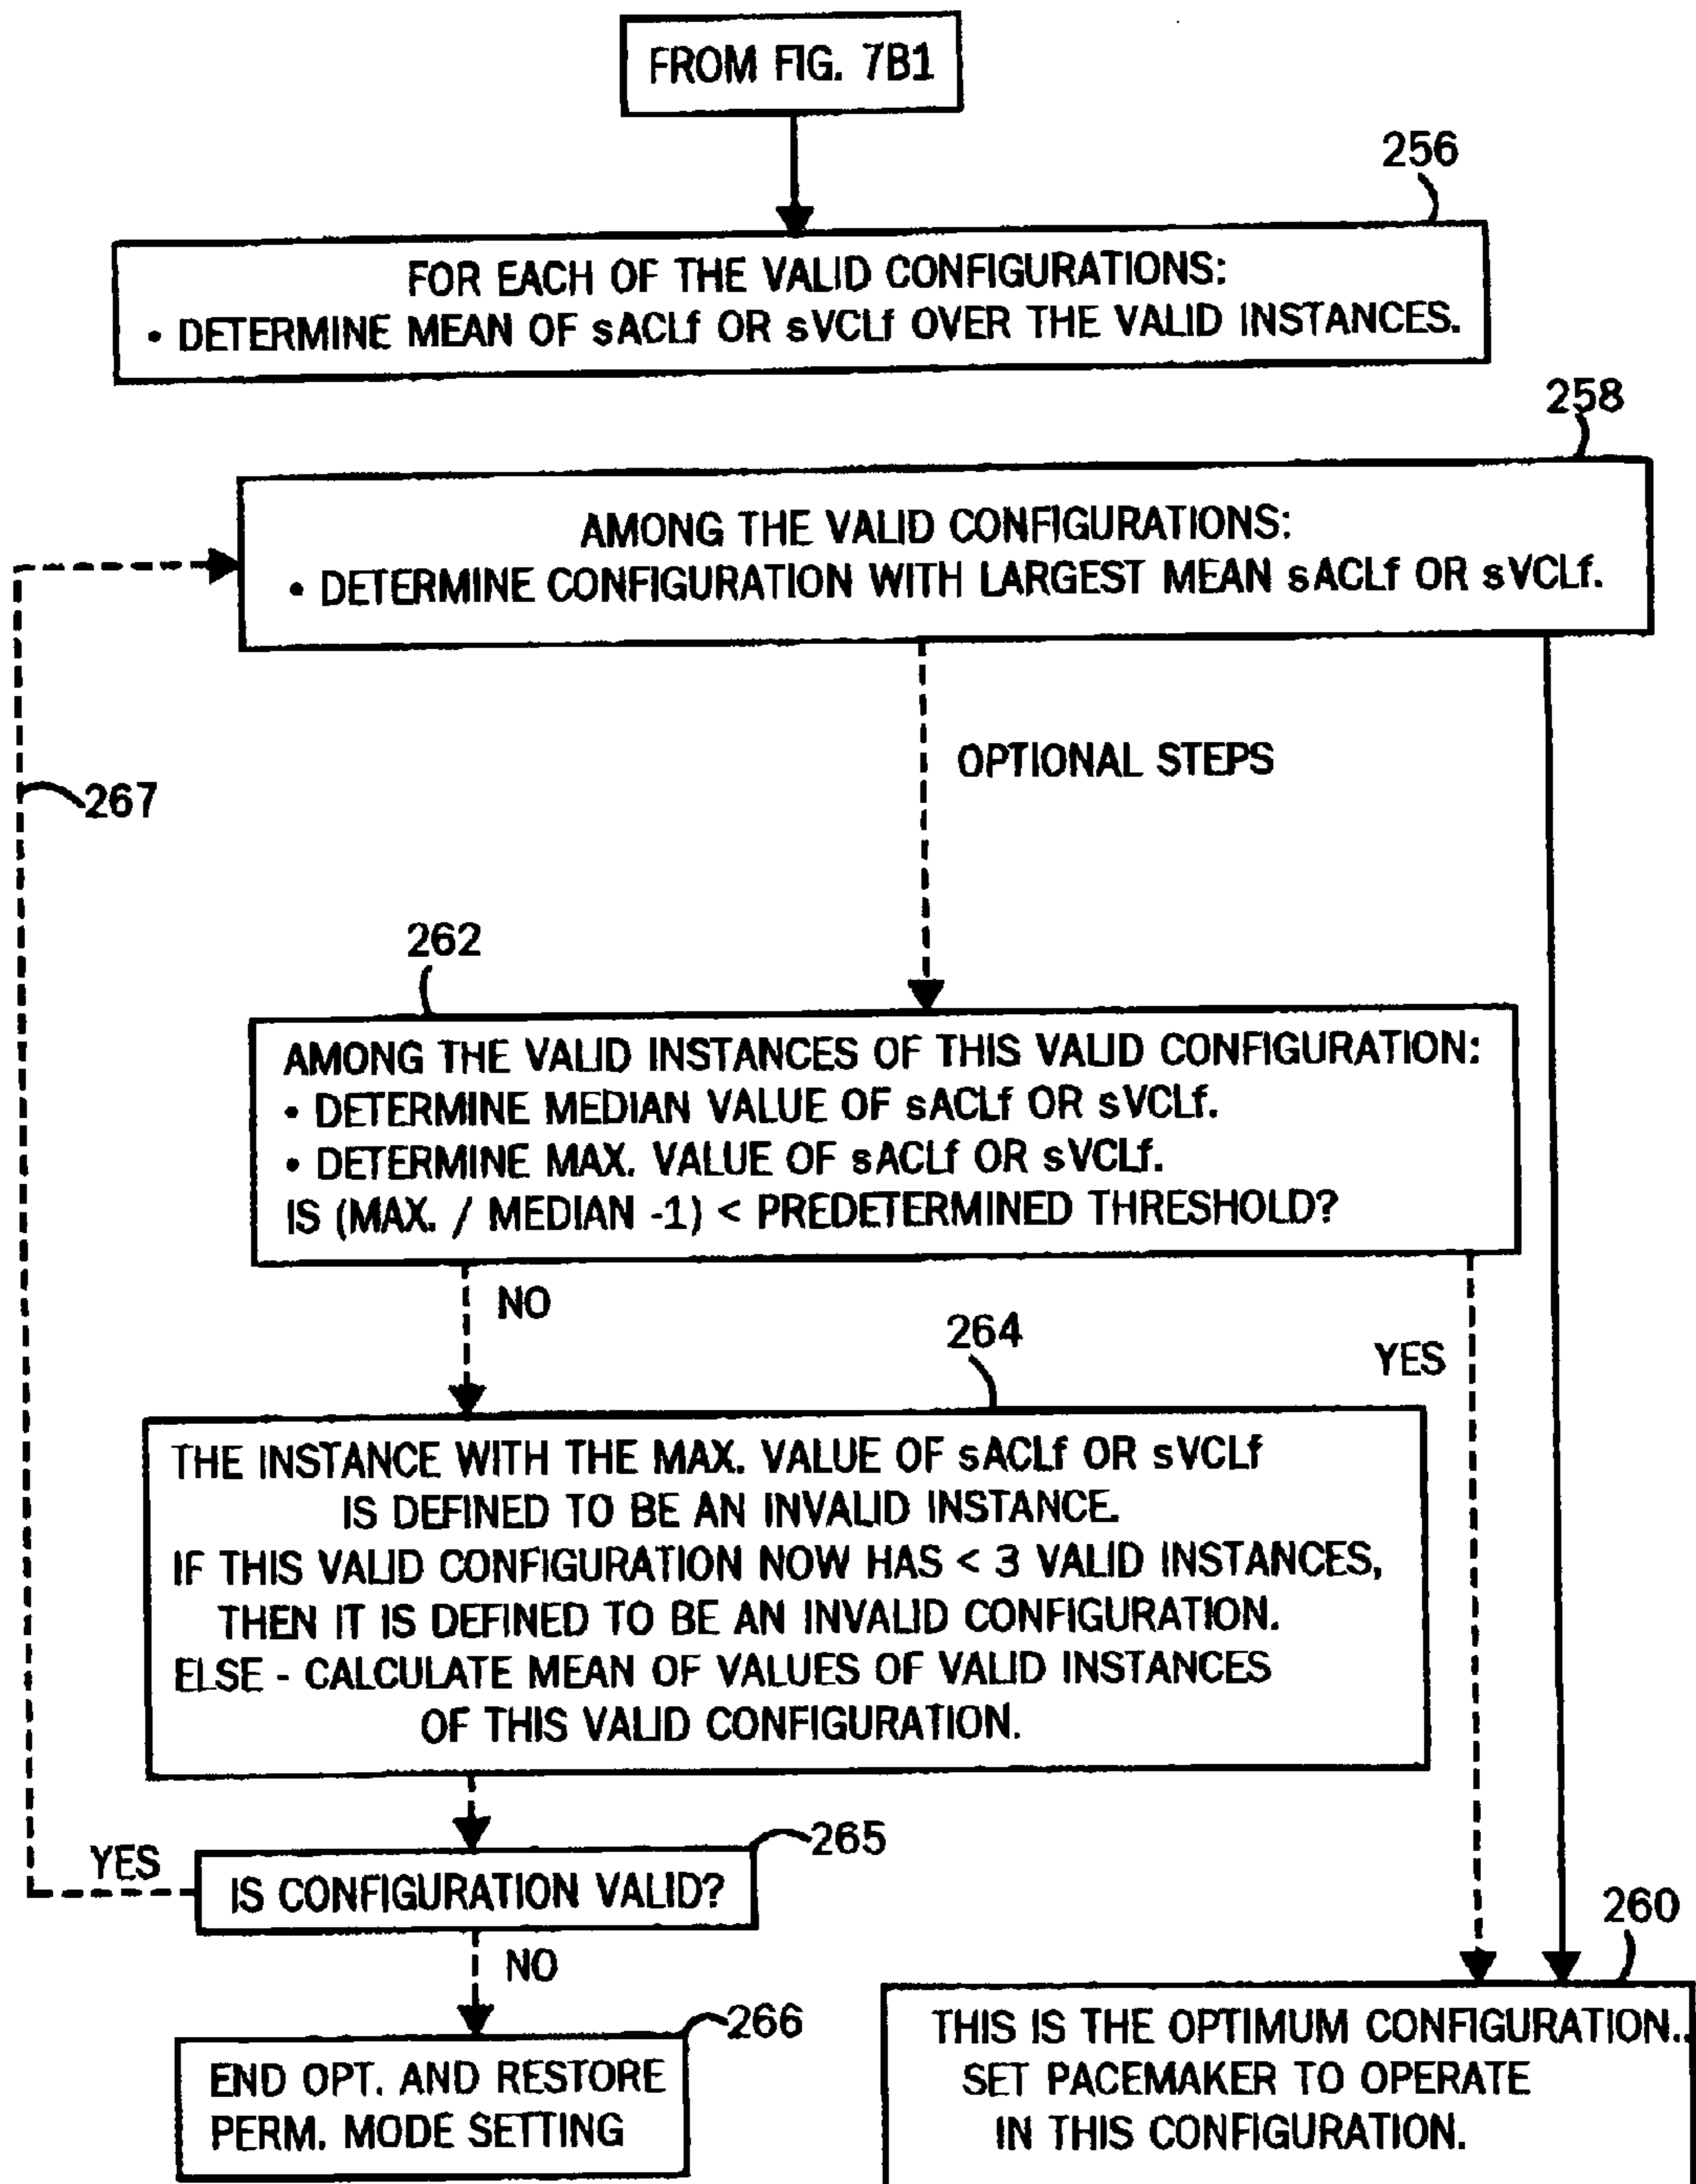 FROM FIG. 7B1
256
FOR EACH OF THE VALID CONFIGURATIONS:
• DETERMINE MEAN OF sACLf OR sVCLf OVER THE VALID INSTANCES.
258
AMONG THE VALID CONFIGURATIONS:
• DETERMINE CONFIGURATION WITH LARGEST MEAN sACLf OR sVCLf.
OPTIONAL STEPS
267
262
AMONG THE VALID INSTANCES OF THIS VALID CONFIGURATION:
• DETERMINE MEDIAN VALUE OF sACLf OR sVCLf.
• DETERMINE MAX. VALUE OF sACLf OR sVCLf.
IS (MAX. / MEDIAN -1) < PREDETERMINED THRESHOLD?
NO
264
YES
THE INSTANCE WITH THE MAX. VALUE OF sACLf OR sVCLf
IS DEFINED TO BE AN INVALID INSTANCE.
IF THIS VALID CONFIGURATION NOW HAS < 3 VALID INSTANCES,
THEN IT IS DEFINED TO BE AN INVALID CONFIGURATION.
ELSE - CALCULATE MEAN OF VALUES OF VALID INSTANCES
OF THIS VALID CONFIGURATION.
YES
265
IS CONFIGURATION VALID?
NO
266
END OPT. AND RESTORE
PERM. MODE SETTING
260
THIS IS THE OPTIMUM CONFIGURATION..
SET PACEMAKER TO OPERATE
IN THIS CONFIGURATION.